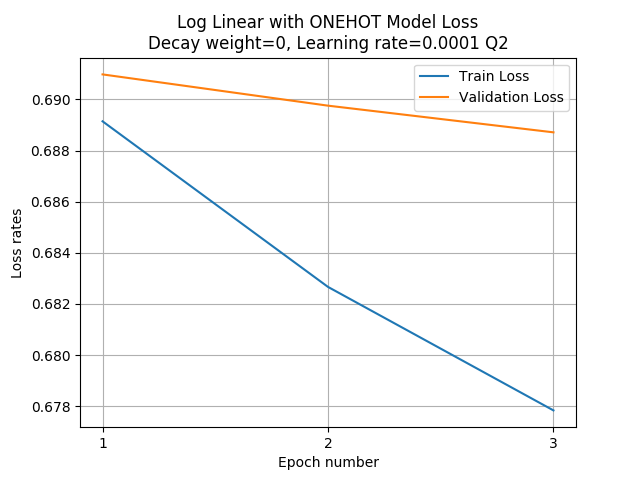 Log Linear with ONEHOT Model Loss
Decay weight=0, Learning rate=0.0001 Q2
Train Loss
Validation Loss
0.690
0.688
0.686
0.684
0.682
0.680
0.678
Loss rates
1 2 3
Epoch number